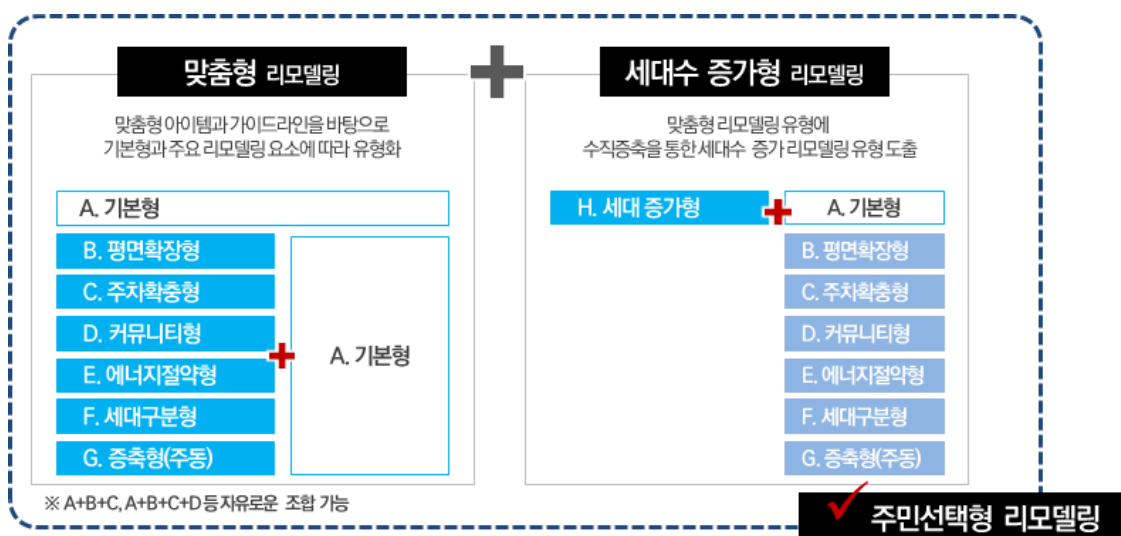 맞춤형 리모델링
맞춤형 아이템과 가이드라인을 바탕으로
기본형과 주요 리모델링 요소에 따라 유형화
A. 기본형
B. 평면확장형
C. 주차확충형
D. 커뮤니티형
E. 에너지절약형
F. 세대구분형
G. 증축형(주동)
A. 기본형
※ A+B+C, A+B+C+D 등 자유로운 조합 가능
세대수 증가형 리모델링
맞춤형 리모델링 유형에
수직증축을 통한 세대수 증가 리모델링 유형 도출
H. 세대 증가형
A. 기본형
B. 평면확장형
C. 주차확충형
D. 커뮤니티형
E. 에너지절약형
F. 세대구분형
G. 증축형(주동)
주민선택형 리모델링